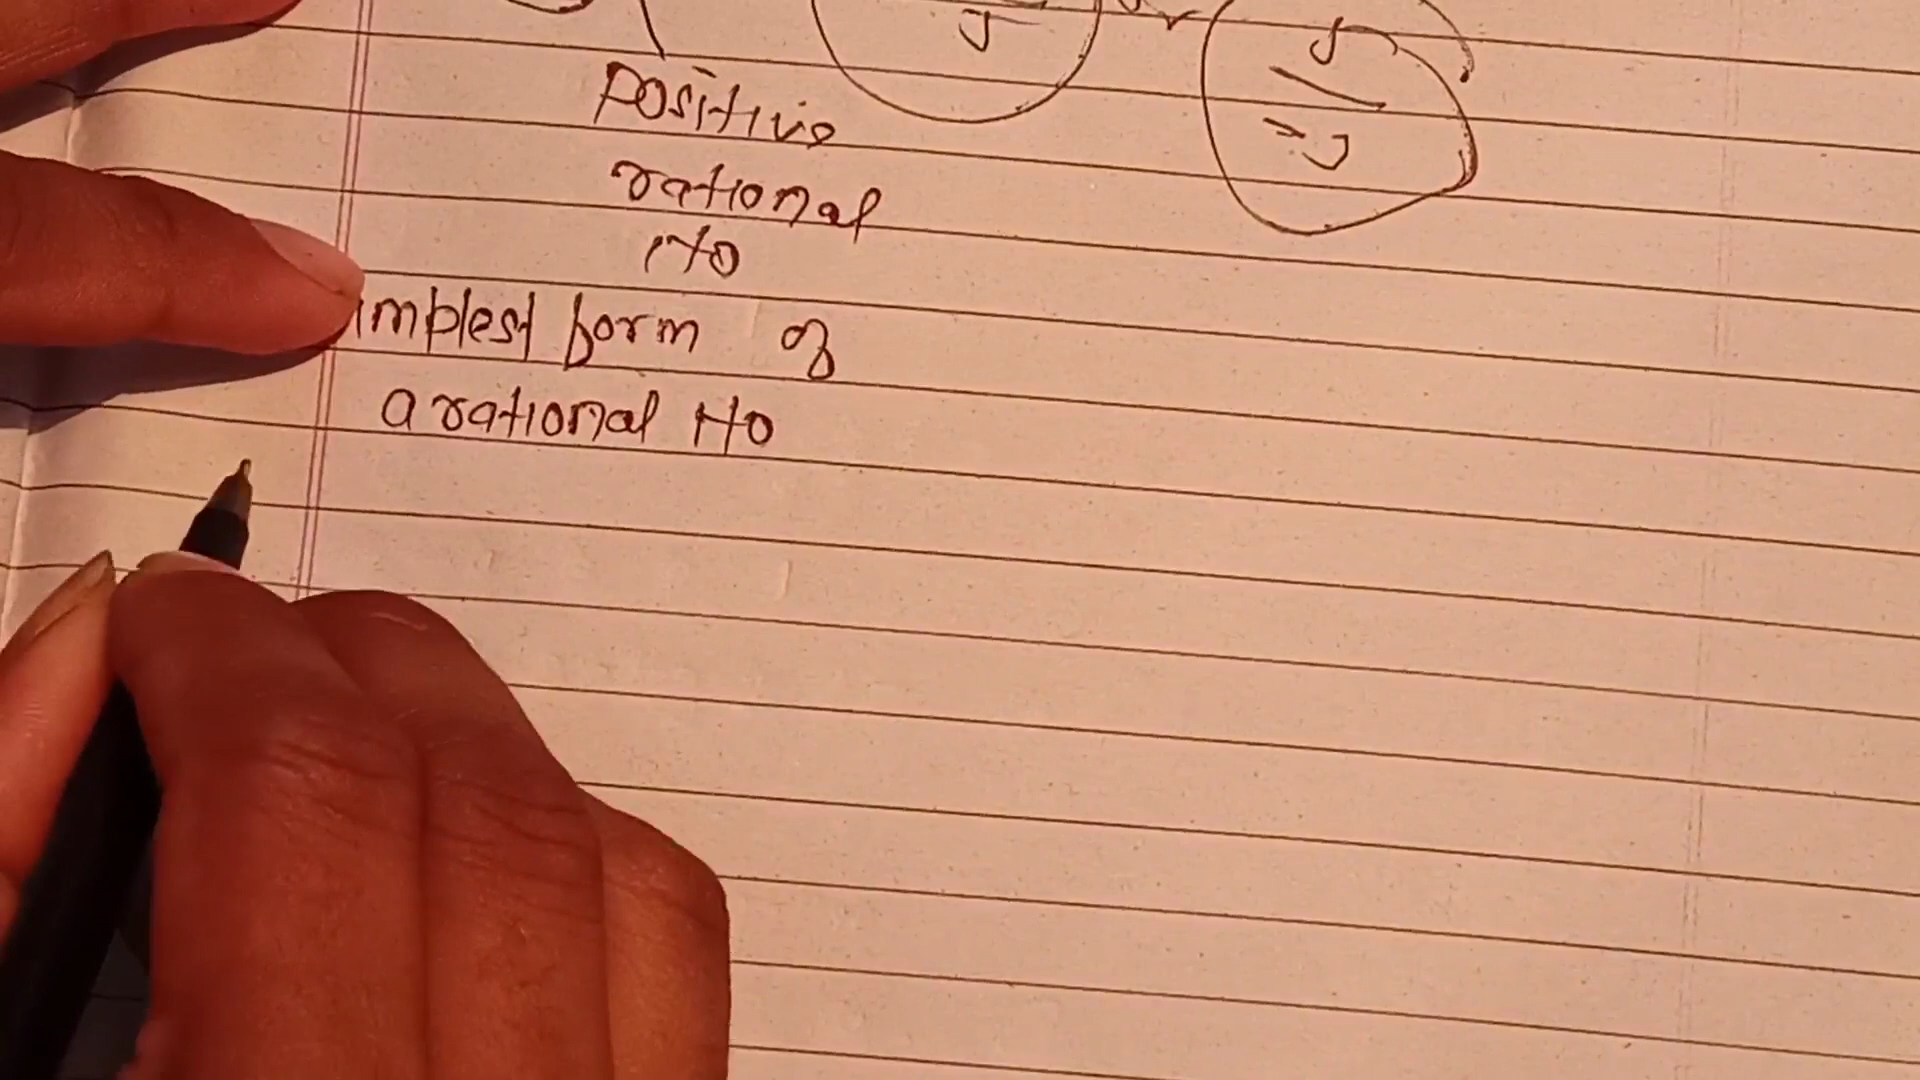 positive
rational
No
implest form of
a rational No